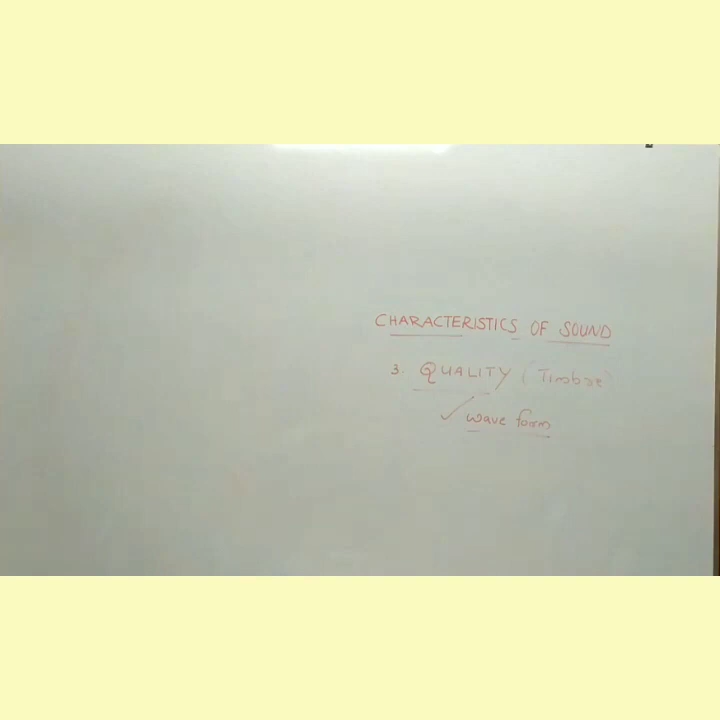 CHARACTERISTICS OF SOUND
3. QUALITY (Timbre)
✓ wave form